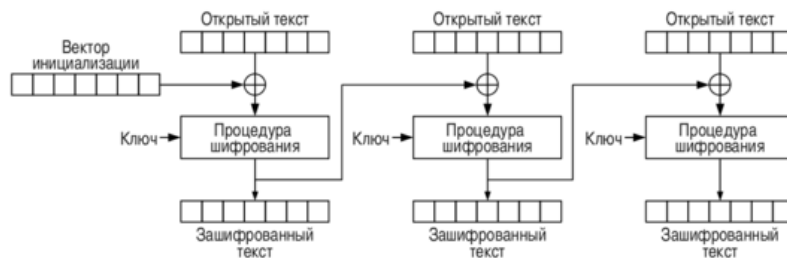 Открытый текст
Открытый текст
Открытый текст
Вектор
инициализации
Ключ
Процедура
шифрования
Ключ
Процедура
шифрования
Ключ
Процедура
шифрования
Зашифрованный
текст
Зашифрованный
текст
Зашифрованный
текст